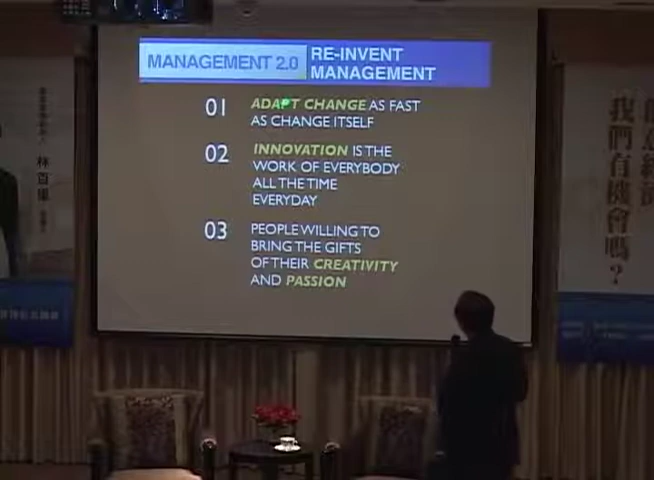 MANAGEMENT 2.0
RE-INVENT
MANAGEMENT
01
ADAPT CHANGE AS FAST
AS CHANGE ITSELF
02
INNOVATION IS THE
WORK OF EVERYBODY
ALL THE TIME
EVERYDAY
03
PEOPLE WILLING TO
BRING THE GIFTS
OF THEIR CREATIVITY
AND PASSION
林百里
我們有機會嗎?